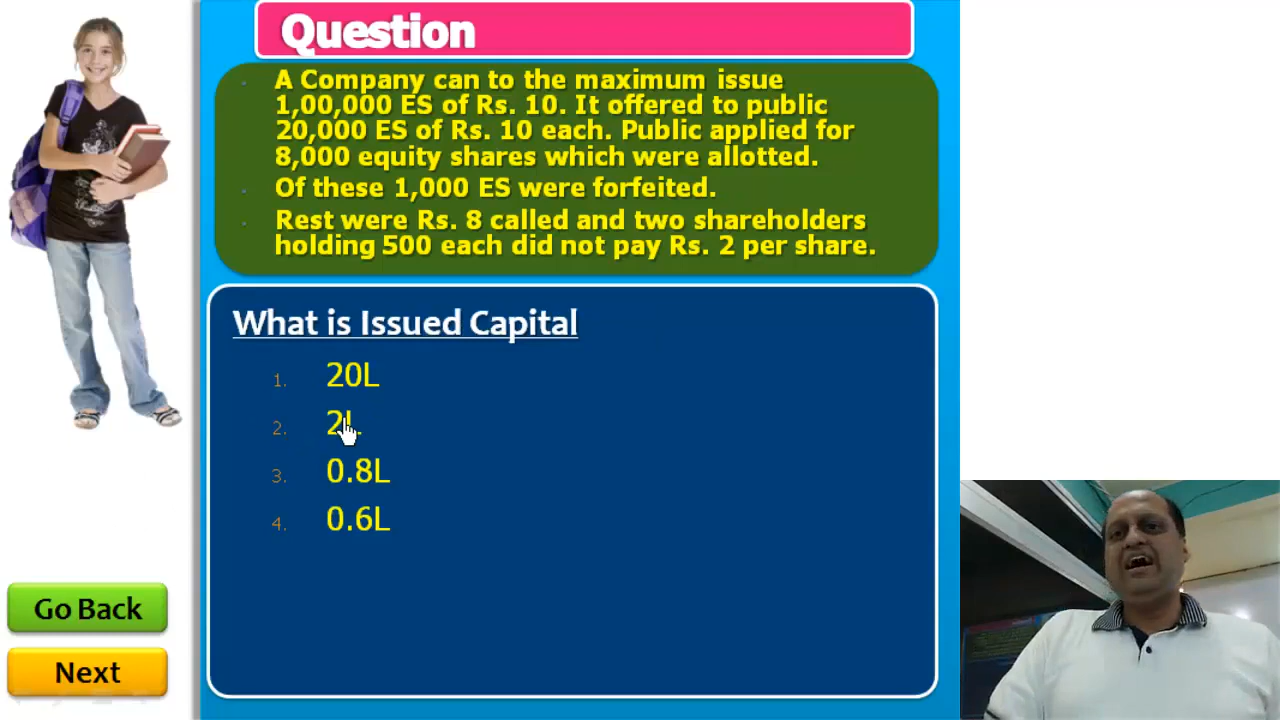 Question
A Company can to the maximum issue
1,00,000 ES of Rs. 10. It offered to public
20,000 ES of Rs. 10 each. Public applied for
8,000 equity shares which were allotted.
Of these 1,000 ES were forfeited.
Rest were Rs. 8 called and two shareholders
holding 500 each did not pay Rs. 2 per share.
What is Issued Capital
1. 20L
2. 2L
3. 0.8L
4. 0.6L
Go Back
Next